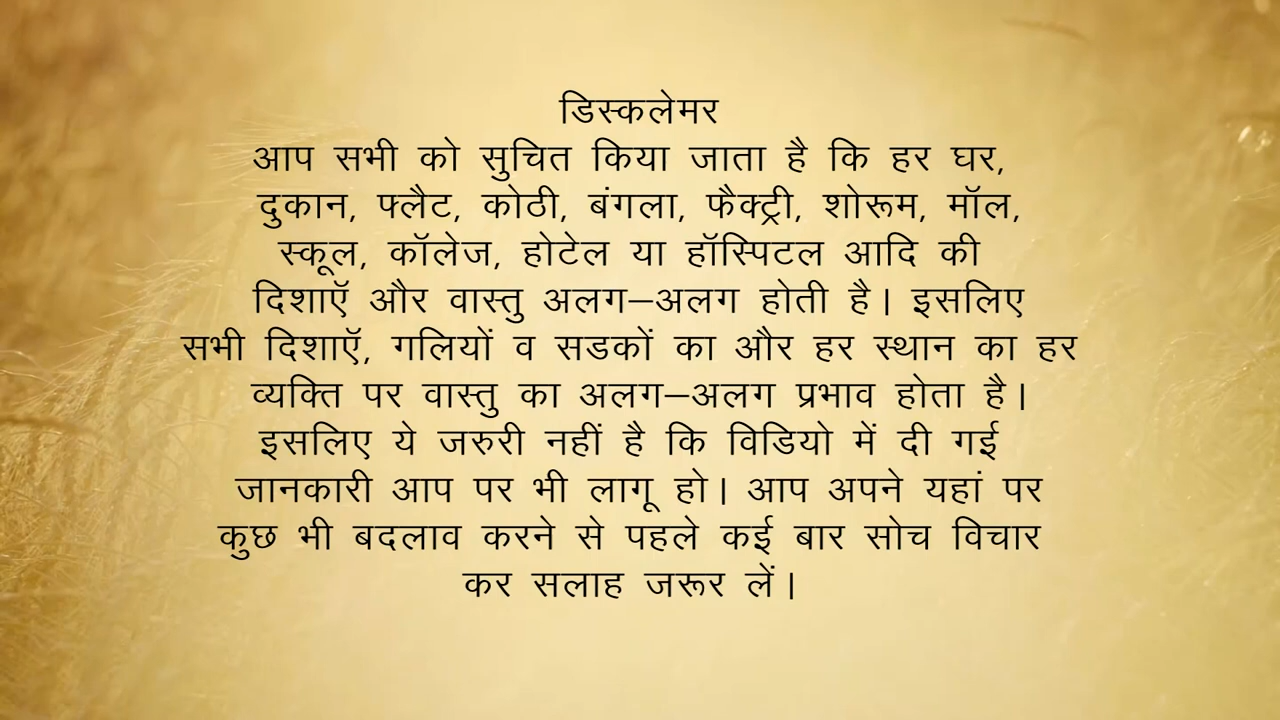 डिस्कलेमर
आप सभी को सुचित किया जाता है कि हर घर,
दुकान, फ्लैट, कोठी, बंगला, फैक्ट्री, शोरूम, मॉल,
स्कूल, कॉलेज, होटेल या हॉस्पिटल आदि की
दिशाऍ और वास्तु अलग–अलग होती है। इसलिए
सभी दिशाऍ, गलियों व सडकों का और हर स्थान का हर
व्यक्ति पर वास्तु का अलग–अलग प्रभाव होता है।
इसलिए ये जरुरी नहीं है कि विडियो में दी गई
जानकारी आप पर भी लागू हो। आप अपने यहां पर
कुछ भी बदलाव करने से पहले कई बार सोच विचार
कर सलाह जरूर लें।